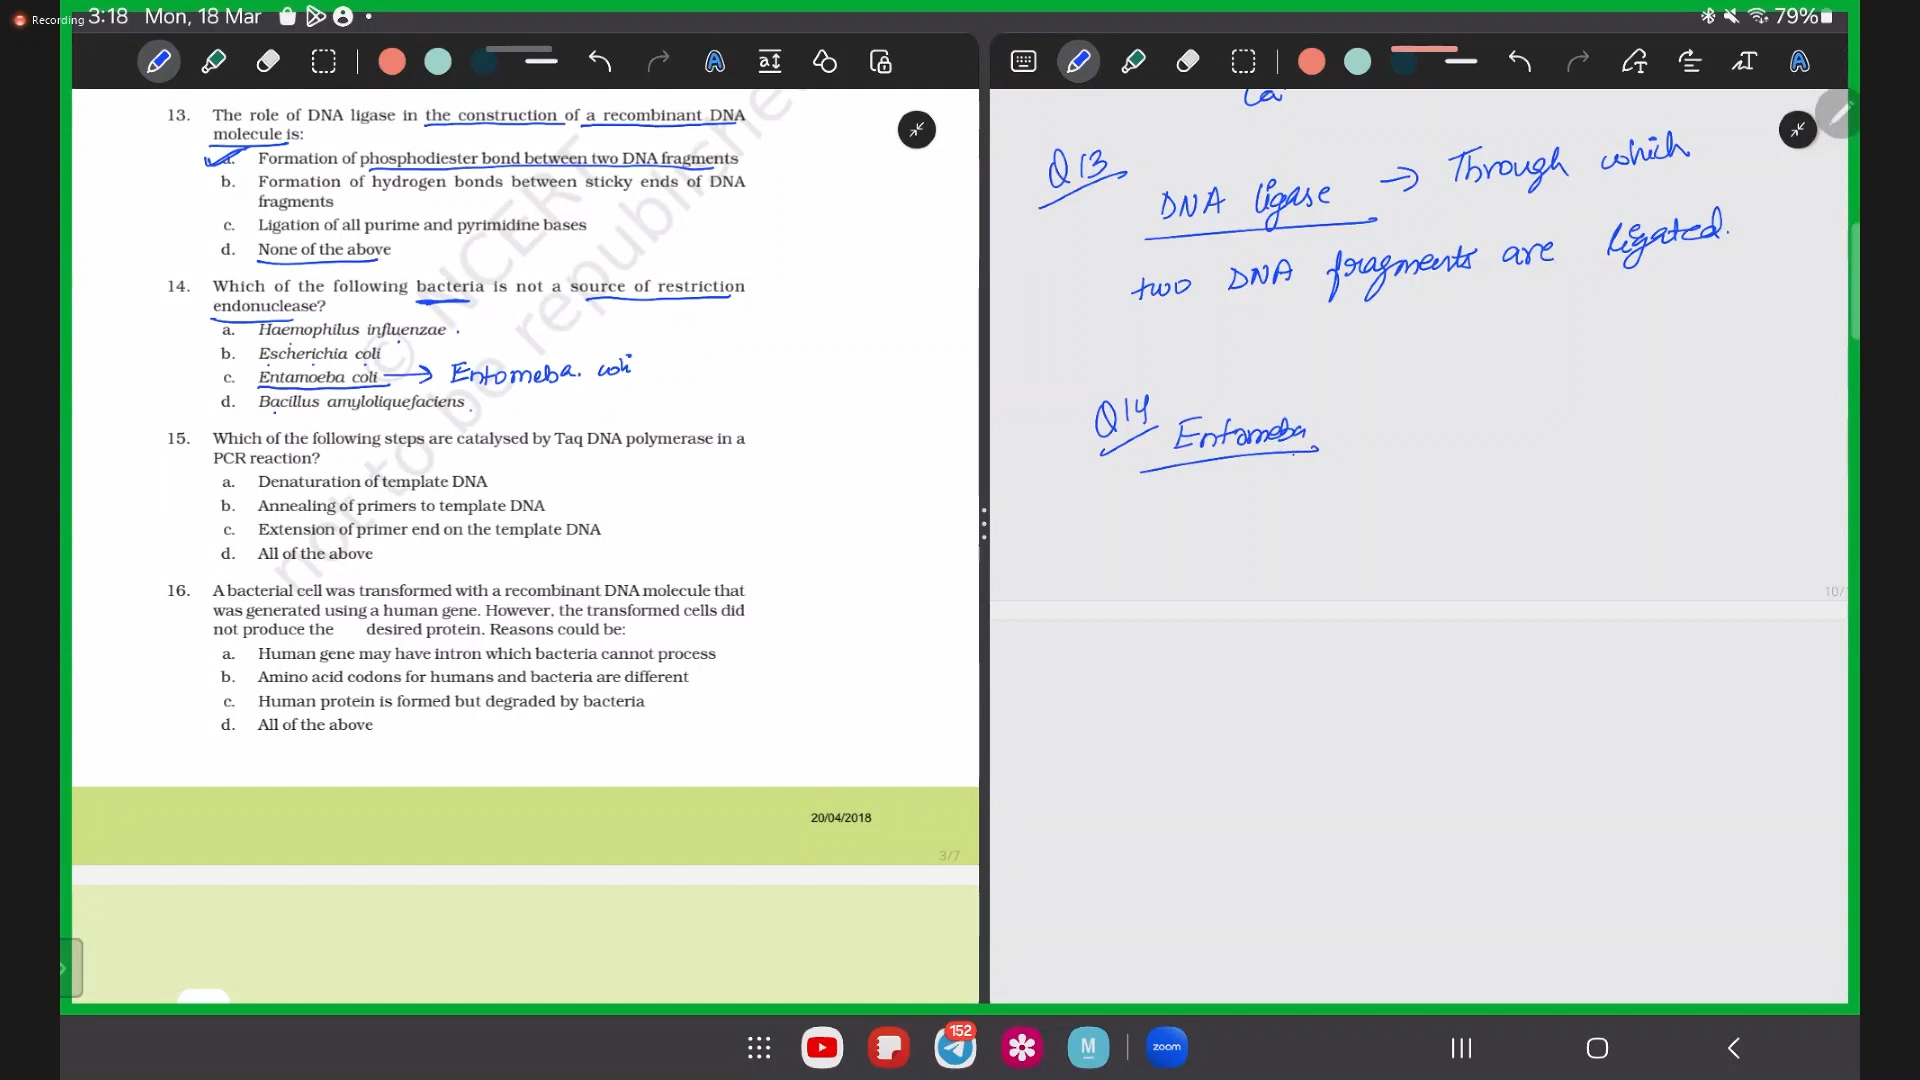 Recording 3:18 Mon, 18 Mar 79%
13. The role of DNA ligase in the construction of a recombinant DNA
molecule is:
a. Formation of phosphodiester bond between two DNA fragments
b. Formation of hydrogen bonds between sticky ends of DNA
fragments
c. Ligation of all purime and pyrimidine bases
d. None of the above
14. Which of the following bacteria is not a source of restriction
endonuclease?
a. Haemophilus influenzae
b. Escherichia coli
c. Entamoeba coli → Entomeba. coli
d. Bacillus amyloliquefaciens
15. Which of the following steps are catalysed by Taq DNA polymerase in a
PCR reaction?
a. Denaturation of template DNA
b. Annealing of primers to template DNA
c. Extension of primer end on the template DNA
d. All of the above
16. A bacterial cell was transformed with a recombinant DNA molecule that
was generated using a human gene. However, the transformed cells did
not produce the desired protein. Reasons could be:
a. Human gene may have intron which bacteria cannot process
b. Amino acid codons for humans and bacteria are different
c. Human protein is formed but degraded by bacteria
d. All of the above
© NCERT
not to be republished
20/04/2018
3/7
Q13
DNA ligase → Through which
two DNA fragments are ligated.
Q14 Entameba
10/
152
M
zoom